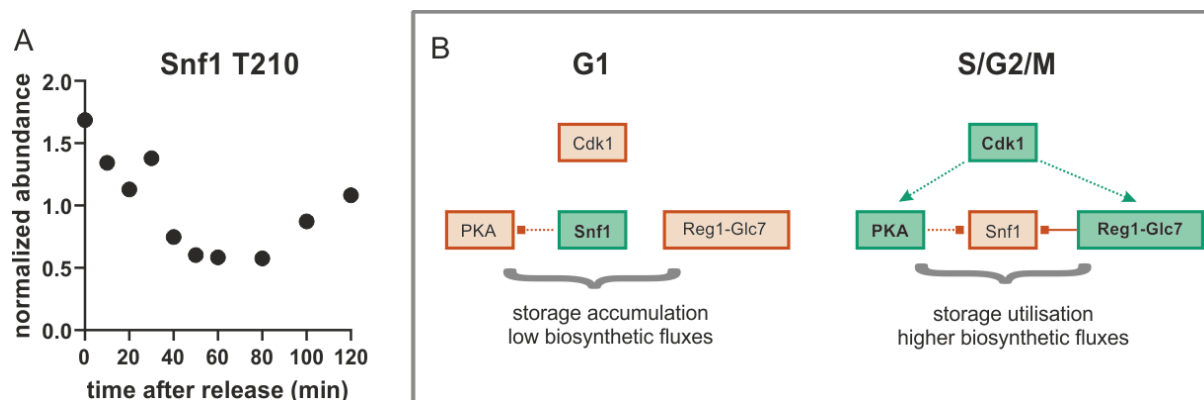 A
Snf1 T210
normalized abundance
2.0
1.5
1.0
0.5
0.0
0 20 40 60 80 100 120
time after release (min)
B
G1
Cdk1
PKA Snf1 Reg1-Glc7
storage accumulation
low biosynthetic fluxes
S/G2/M
Cdk1
PKA Snf1 Reg1-Glc7
storage utilisation
higher biosynthetic fluxes